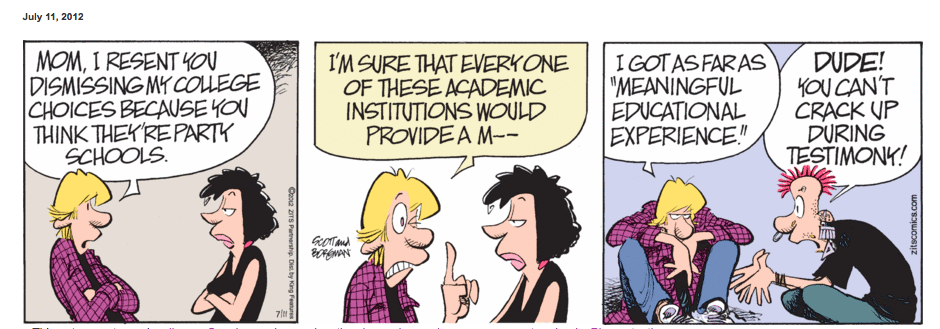 July 11, 2012
MOM, I RESENT YOU
DISMISSING MY COLLEGE
CHOICES BECAUSE YOU
THINK THEY'RE PARTY
SCHOOLS.
©2012 ZITS Partnership. Dist. by King Features
7/11
I'M SURE THAT EVERY ONE
OF THESE ACADEMIC
INSTITUTIONS WOULD
PROVIDE A M--
SCOTT and
BORGMAN
I GOT AS FAR AS
"MEANINGFUL
EDUCATIONAL
EXPERIENCE."
DUDE!
YOU CAN'T
CRACK UP
DURING
TESTIMONY!
zitscomics.com